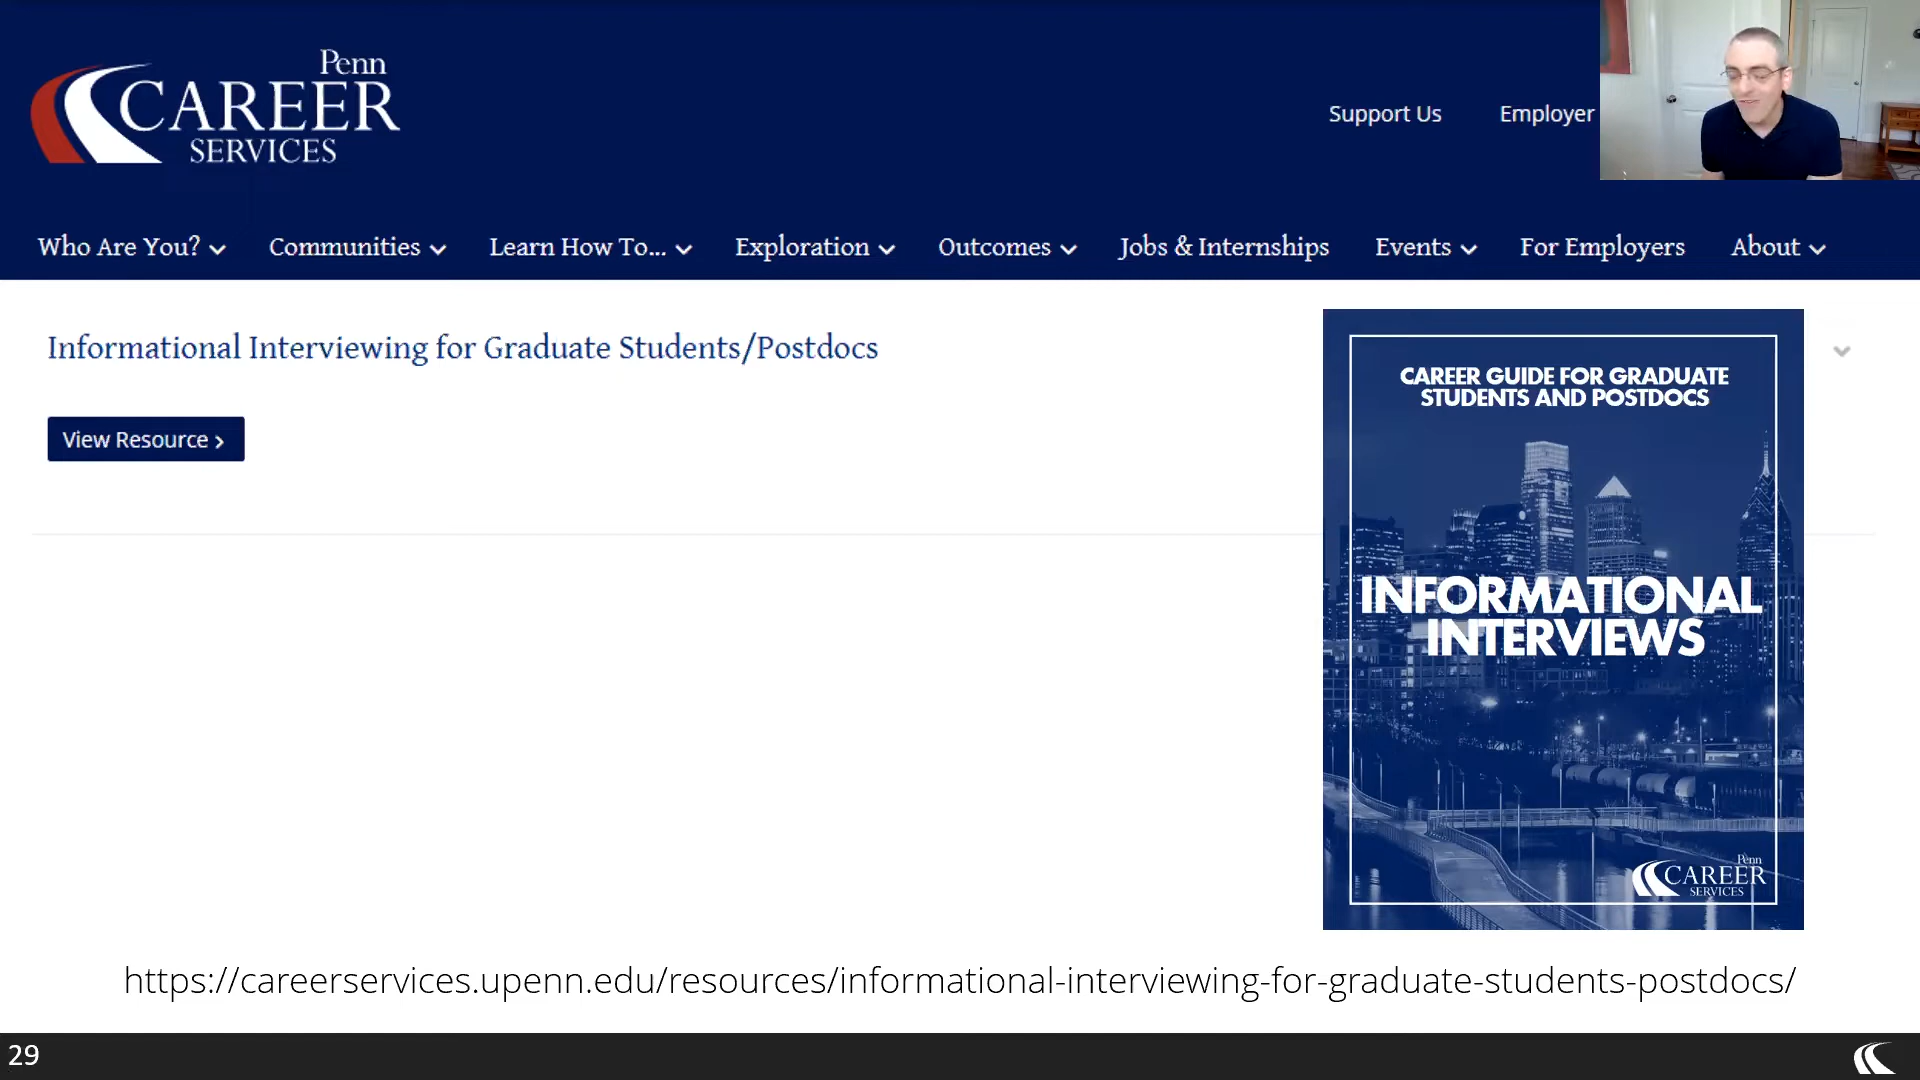 Penn
CAREER
SERVICES
Support Us
Employer
Who Are You?
Communities
Learn How To...
Exploration
Outcomes
Jobs & Internships
Events
For Employers
About
Informational Interviewing for Graduate Students/Postdocs
View Resource
CAREER GUIDE FOR GRADUATE
STUDENTS AND POSTDOCS
INFORMATIONAL
INTERVIEWS
Penn
CAREER
SERVICES
https://careerservices.upenn.edu/resources/informational-interviewing-for-graduate-students-postdocs/
29